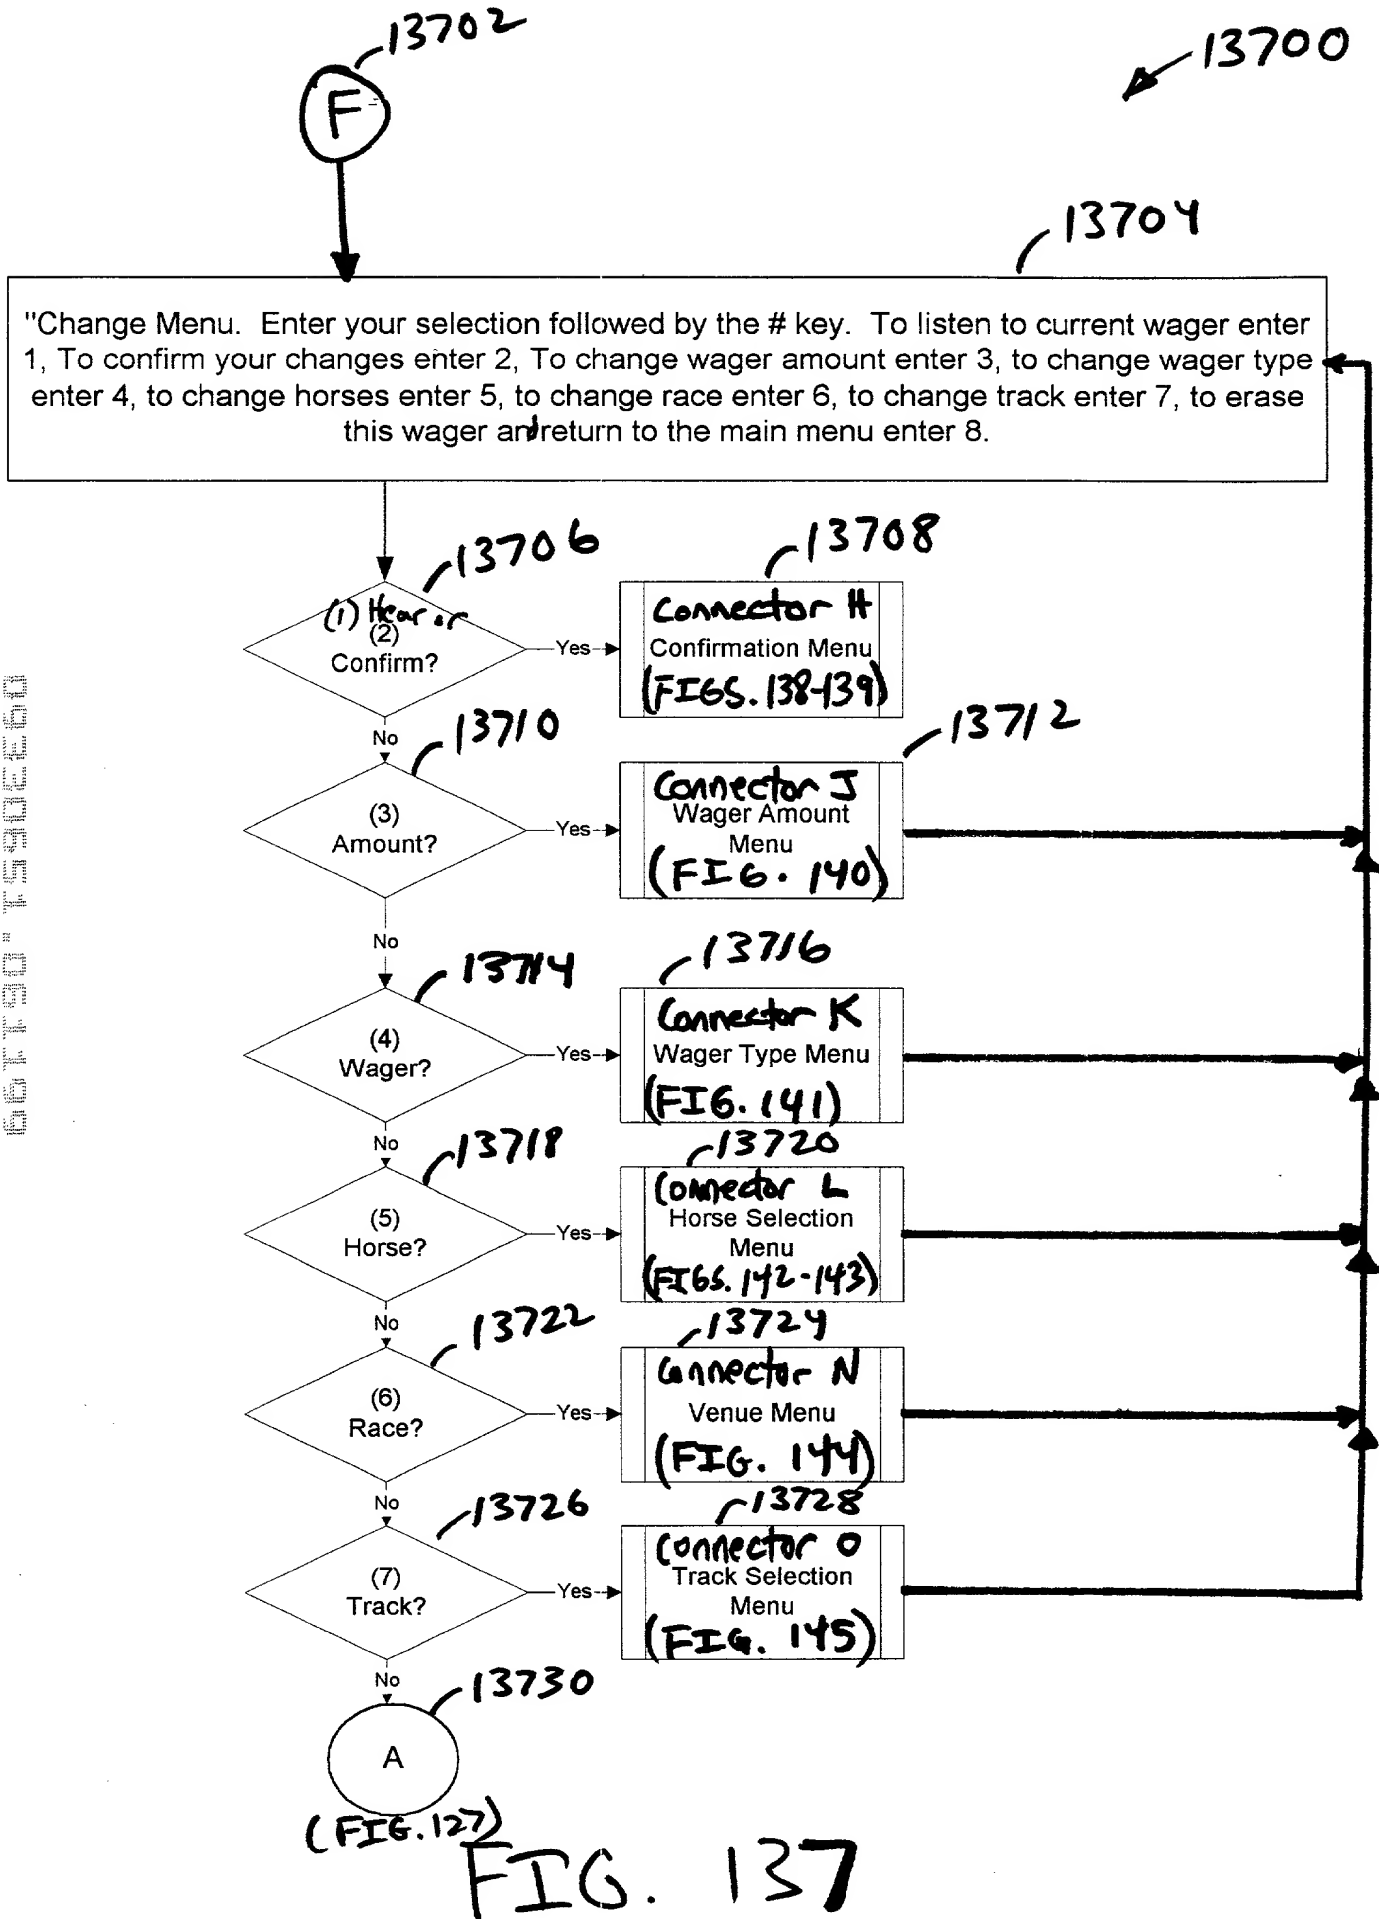 13702
13700
F
13704
"Change Menu. Enter your selection followed by the # key. To listen to current wager enter
1, To confirm your changes enter 2, To change wager amount enter 3, to change wager type
enter 4, to change horses enter 5, to change race enter 6, to change track enter 7, to erase
this wager and return to the main menu enter 8.
13706
13708
(1) Hear or
(2)
Confirm?
Yes
Connector H
Confirmation Menu
(FIGS. 138-139)
No
13710
13712
(3)
Amount?
Yes
Connector J
Wager Amount
Menu
(FIG. 140)
No
13714
13716
(4)
Wager?
Yes
Connector K
Wager Type Menu
(FIG. 141)
No
13718
13720
(5)
Horse?
Yes
Connector L
Horse Selection
Menu
(FIGS. 142-143)
No
13722
13724
(6)
Race?
Yes
Connector N
Venue Menu
(FIG. 144)
No
13726
13728
(7)
Track?
Yes
Connector O
Track Selection
Menu
(FIG. 145)
No
13730
A
(FIG. 127)
FIG. 137